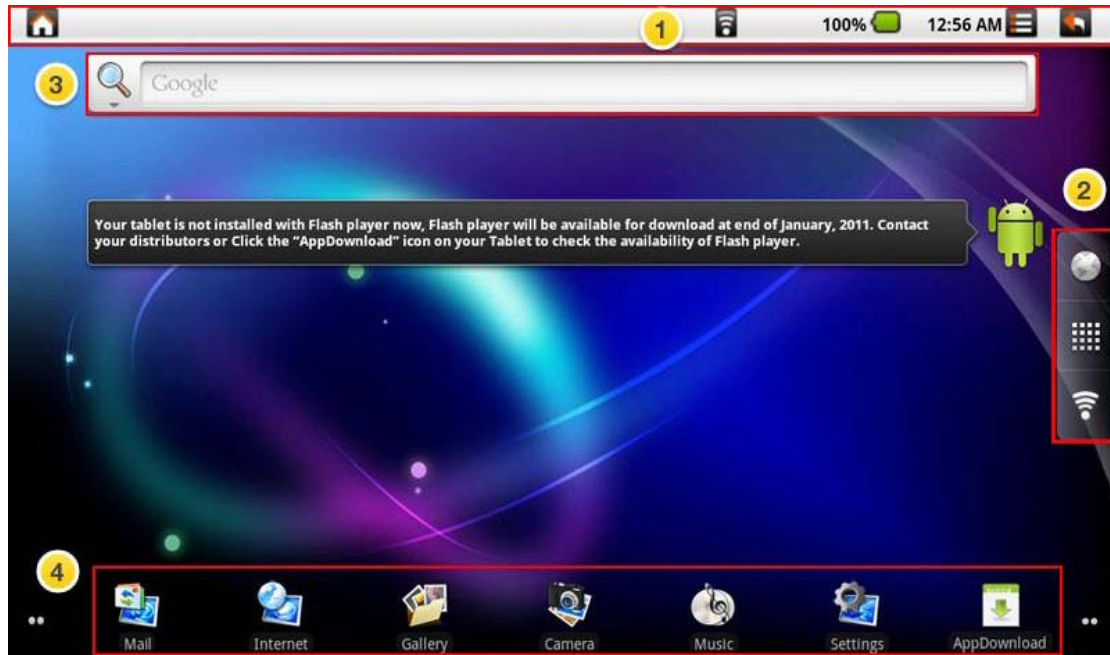 1
100%
12:56 AM
3
Google
2
Your tablet is not installed with Flash player now, Flash player will be available for download at end of January, 2011. Contact
your distributors or Click the “AppDownload” icon on your Tablet to check the availability of Flash player.
4
Mail
Internet
Gallery
Camera
Music
Settings
AppDownload